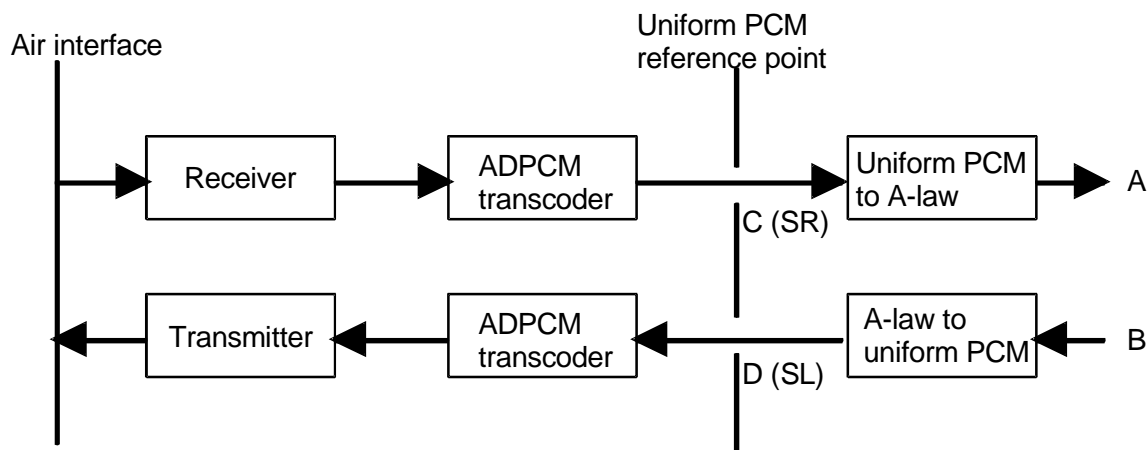 Air interface
Uniform PCM
reference point
Receiver
ADPCM
transcoder
Uniform PCM
to A-law
A
C (SR)
Transmitter
ADPCM
transcoder
A-law to
uniform PCM
B
D (SL)